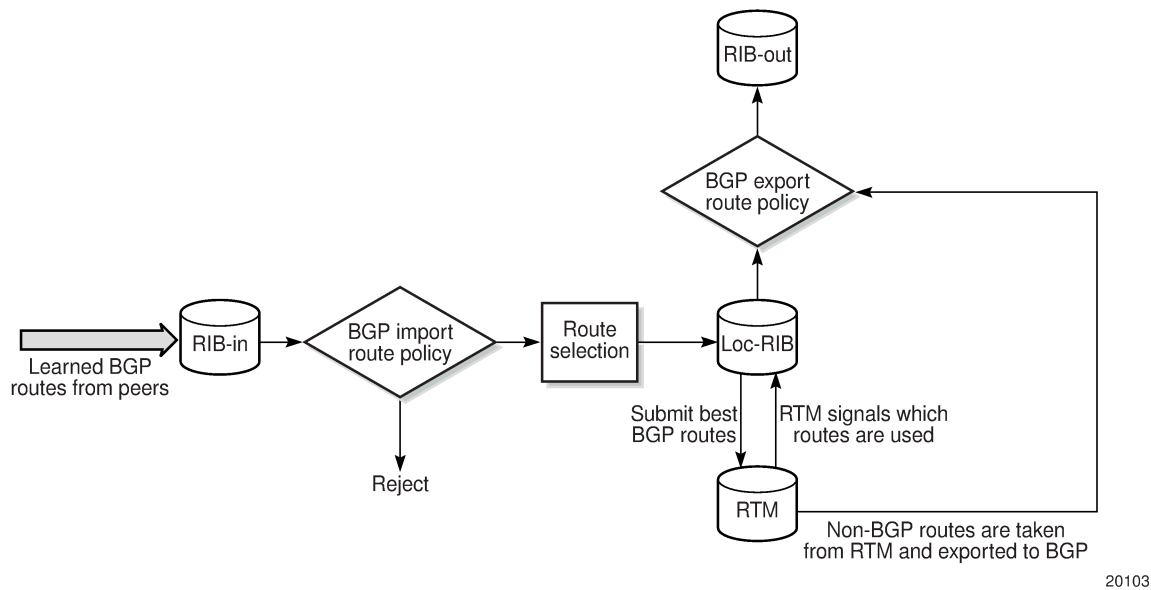 RIB-out
BGP export
route policy
RIB-in
BGP import
route policy
Route
selection
Loc-RIB
Learned BGP
routes from peers
Submit best
BGP routes
RTM signals which
routes are used
Reject
RTM
Non-BGP routes are taken
from RTM and exported to BGP
20103